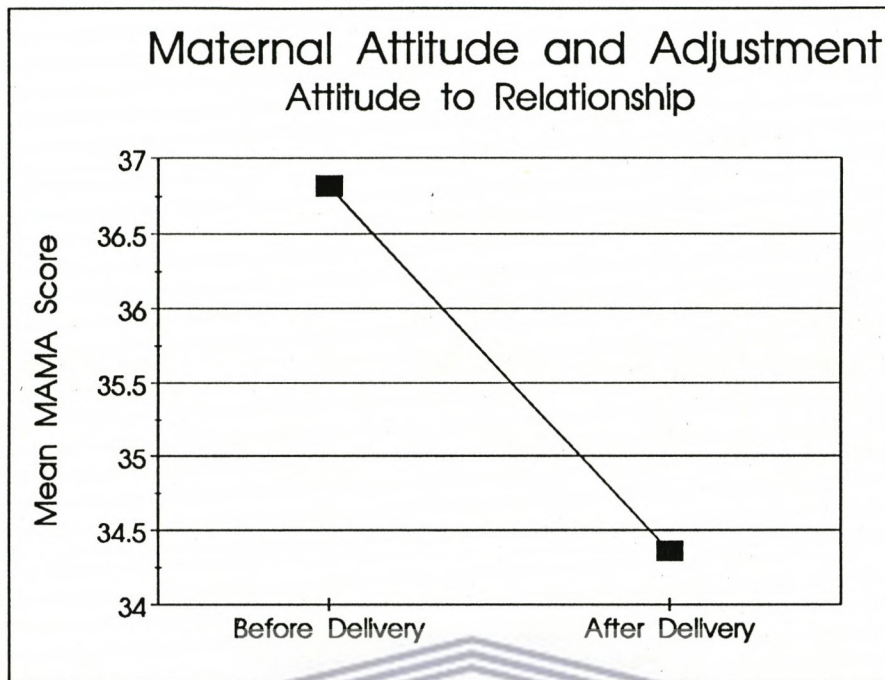 Maternal Attitude and Adjustment
Attitude to Relationship
Mean MAMA Score
37
36.5
36
35.5
35
34.5
34
Before Delivery After Delivery